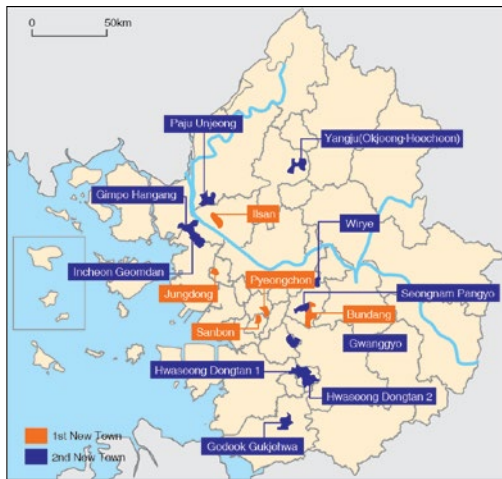 0 50km
Paju Unjeong
Yangju(Okjeong-Hoecheon)
Gimpo Hangang
Ilsan
Wirye
Incheon Geomdan
Pyeongchon
Jungdong
Seongnam Pangyo
Sanbon
Bundang
Gwanggyo
Hwaseong Dongtan 1
Hwaseong Dongtan 2
Godeok Gukjehwa
1st New Town
2nd New Town